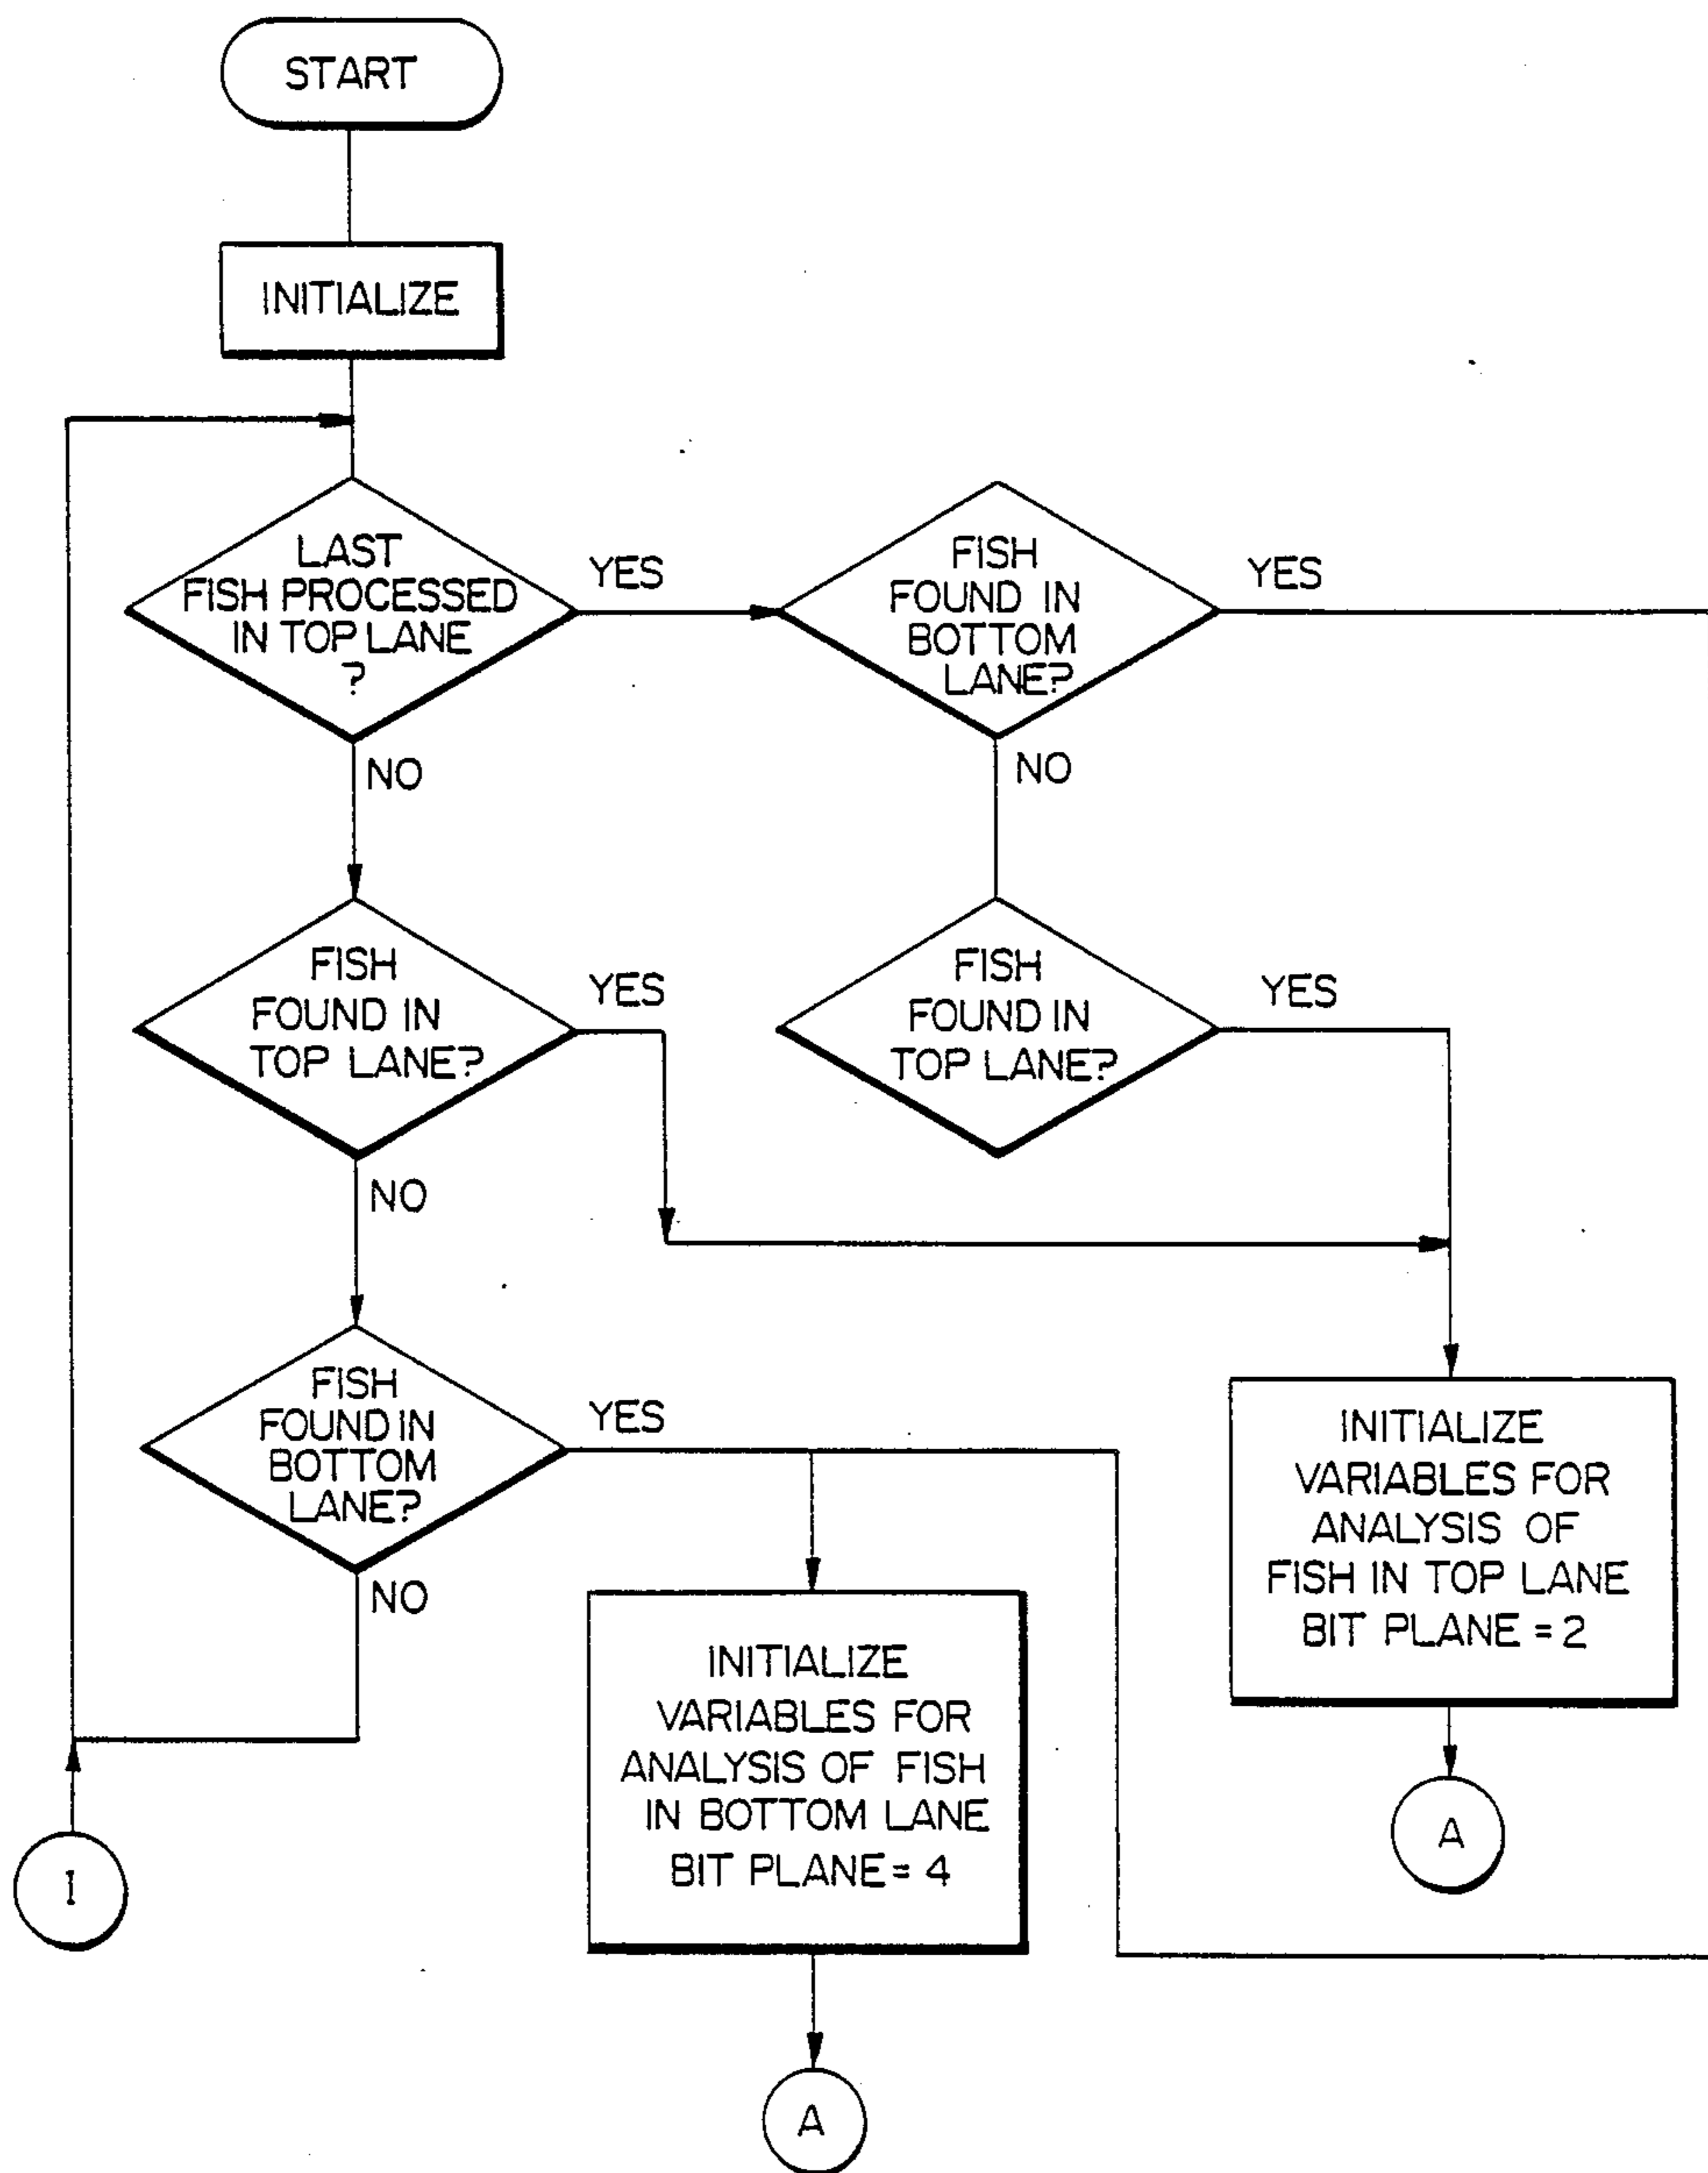 START
INITIALIZE
LAST
FISH PROCESSED
IN TOP LANE
?
YES
NO
FISH
FOUND IN
BOTTOM
LANE?
YES
NO
FISH
FOUND IN
TOP LANE?
YES
NO
FISH
FOUND IN
TOP LANE?
YES
FISH
FOUND IN
BOTTOM
LANE?
YES
NO
INITIALIZE
VARIABLES FOR
ANALYSIS OF
FISH IN TOP LANE
BIT PLANE = 2
A
INITIALIZE
VARIABLES FOR
ANALYSIS OF FISH
IN BOTTOM LANE
BIT PLANE = 4
A
1